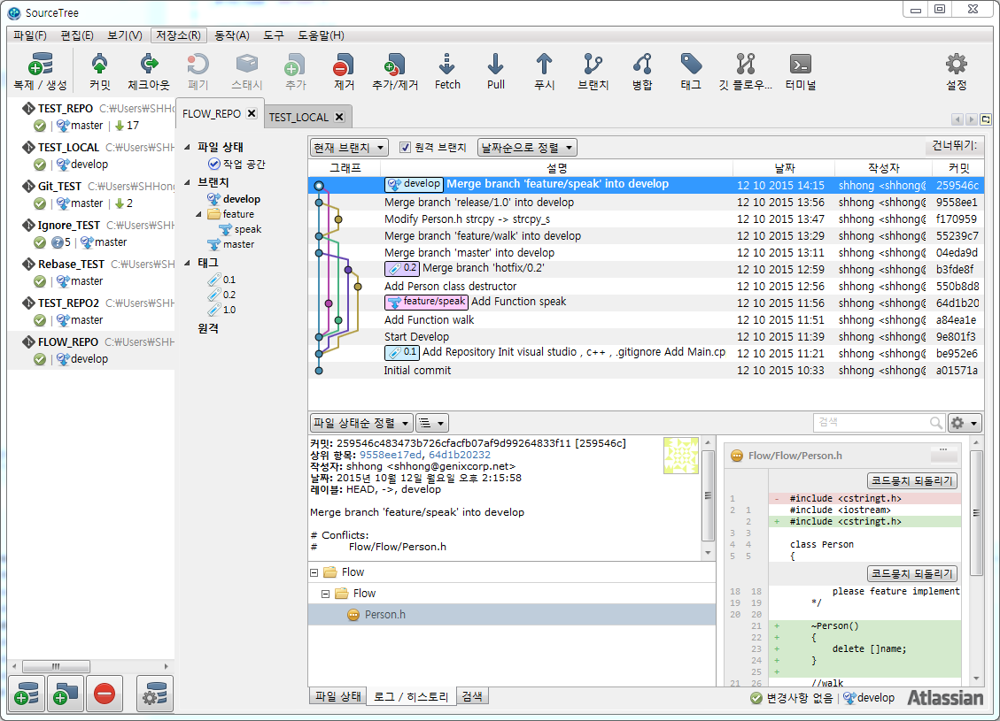 SourceTree
파일(F) 편집(E) 보기(V) 저장소(R) 동작(A) 도구 도움말(H)
복제 / 생성 커밋 체크아웃 폐기 스태시 추가 제거 추가/제거 Fetch Pull 푸시 브랜치 병합 태그 깃 플로우... 터미널 설정
TEST_REPO C:₩Users₩SHHo
master 17
TEST_LOCAL C:₩Users₩SHH
develop
Git_TEST C:₩Users₩SHHong
master 2
Ignore_TEST C:₩Users₩SHH
5 master
Rebase_TEST C:₩Users₩SHH
master
TEST_REPO2 C:₩Users₩SHH
master
FLOW_REPO C:₩Users₩SHH
develop
FLOW_REPO TEST_LOCAL
파일 상태
작업 공간
브랜치
develop
feature
speak
master
태그
0.1
0.2
1.0
원격
현재 브랜치 원격 브랜치 날짜순으로 정렬 건너뛰기:
그래프 설명 날짜 작성자 커밋
develop Merge branch 'feature/speak' into develop 12 10 2015 14:15 shhong <shhong@ 259546c
Merge branch 'release/1.0' into develop 12 10 2015 13:56 shhong <shhong@ 9558ee1
Modify Person.h strcpy -> strcpy_s 12 10 2015 13:47 shhong <shhong@ f170959
Merge branch 'feature/walk' into develop 12 10 2015 13:29 shhong <shhong@ 55239c7
Merge branch 'master' into develop 12 10 2015 13:11 shhong <shhong@ 04eda9d
0.2 Merge branch 'hotfix/0.2' 12 10 2015 12:59 shhong <shhong@ b3fde8f
Add Person class destructor 12 10 2015 12:56 shhong <shhong@ 550b8d8
feature/speak Add Function speak 12 10 2015 11:56 shhong <shhong@ 64d1b20
Add Function walk 12 10 2015 11:51 shhong <shhong@ a84ea1e
Start Develop 12 10 2015 11:39 shhong <shhong@ 9e801f3
0.1 Add Repository Init visual studio , c++ , .gitignore Add Main.cp 12 10 2015 11:21 shhong <shhong@ be952e6
Initial commit 12 10 2015 10:33 shhong <shhong@ a01571a
파일 상태순 정렬 검색
커밋: 259546c483473b726cfacfb07af9d99264833f11 [259546c]
상위 항목: 9558ee17ed, 64d1b20232
작성자: shhong <shhong@genixcorp.net>
날짜: 2015년 10월 12일 월요일 오후 2:15:58
레이블: HEAD, ->, develop
Merge branch 'feature/speak' into develop
# Conflicts:
# Flow/Flow/Person.h
Flow
Flow
Person.h
Flow/Flow/Person.h
코드뭉치 되돌리기
1 - #include <cstringt.h>
2 1 #include <iostream>
2 + #include <cstringt.h>
3 3
4 4 class Person
5 5 {
코드뭉치 되돌리기
18 18 please feature implement
19 19 */
20 20
21 + ~Person()
22 + {
23 + delete []name;
24 + }
25 +
21 26 //walk
파일 상태 로그 / 히스토리 검색
변경사항 없음 develop Atlassian